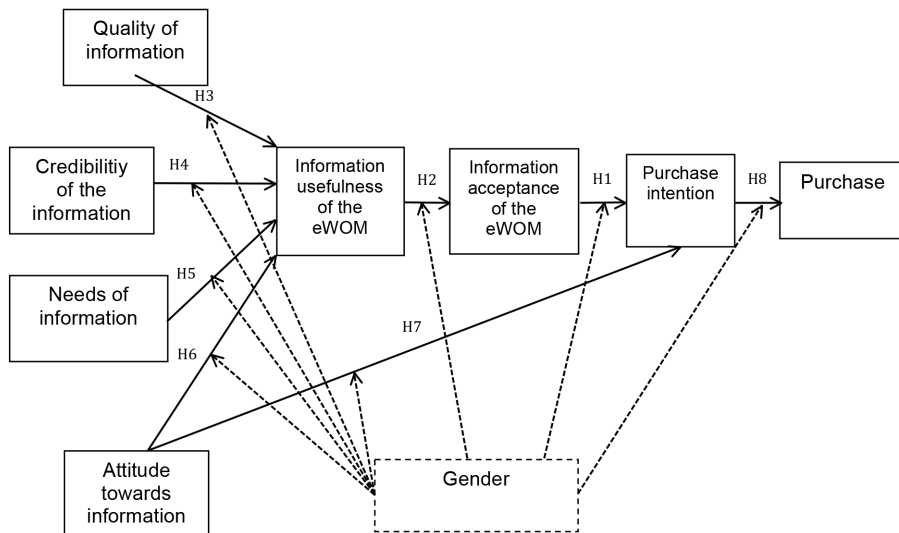 Quality of
information
H3
Credibilitiy
of the
information
H4
Information
usefulness
of the
eWOM
H2
Information
acceptance
of the
eWOM
H1
Purchase
intention
H8
Purchase
Needs of
information
H5
H6
H7
Attitude
towards
information
Gender